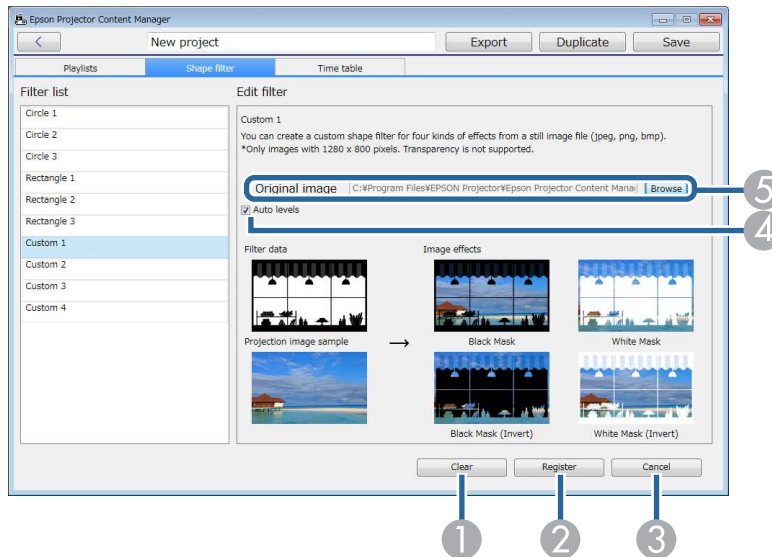 Epson Projector Content Manager
New project
Export
Duplicate
Save
Playlists
Shape filter
Time table
Filter list
Edit filter
Circle 1
Circle 2
Circle 3
Rectangle 1
Rectangle 2
Rectangle 3
Custom 1
Custom 2
Custom 3
Custom 4
Custom 1
You can create a custom shape filter for four kinds of effects from a still image file (jpeg, png, bmp).
*Only images with 1280 x 800 pixels. Transparency is not supported.
Original image C:¥Program Files¥EPSON Projector¥Epson Projector Content Mana Browse
5
Auto levels
4
Filter data
Image effects
Projection image sample
→
Black Mask
White Mask
Black Mask (Invert)
White Mask (Invert)
Clear
Register
Cancel
1
2
3